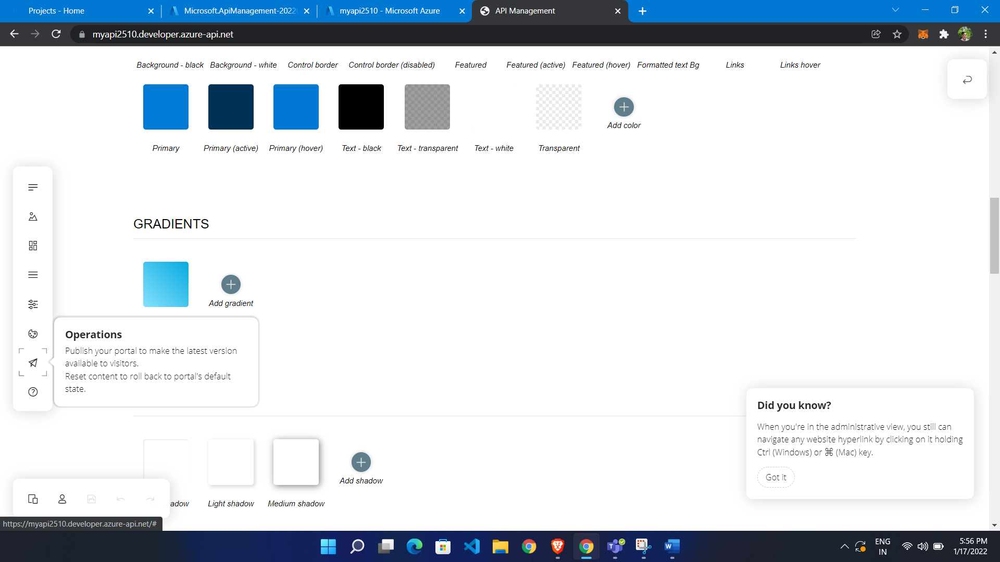 Projects - Home
Microsoft.ApiManagement-2022
myapi2510 - Microsoft Azure
API Management
myapi2510.developer.azure-api.net
Background - black Background - white Control border Control border (disabled) Featured Featured (active) Featured (hover) Formatted text Bg Links Links hover
Add color
Primary Primary (active) Primary (hover) Text - black Text - transparent Text - white Transparent
GRADIENTS
Add gradient
Operations
Publish your portal to make the latest version
available to visitors.
Reset content to roll back to portal's default
state.
Did you know?
When you're in the administrative view, you still can
navigate any website hyperlink by clicking on it holding
Ctrl (Windows) or ⌘ (Mac) key.
Got it
Add shadow
adow Light shadow Medium shadow
https://myapi2510.developer.azure-api.net/#
ENG
IN
5:56 PM
1/17/2022